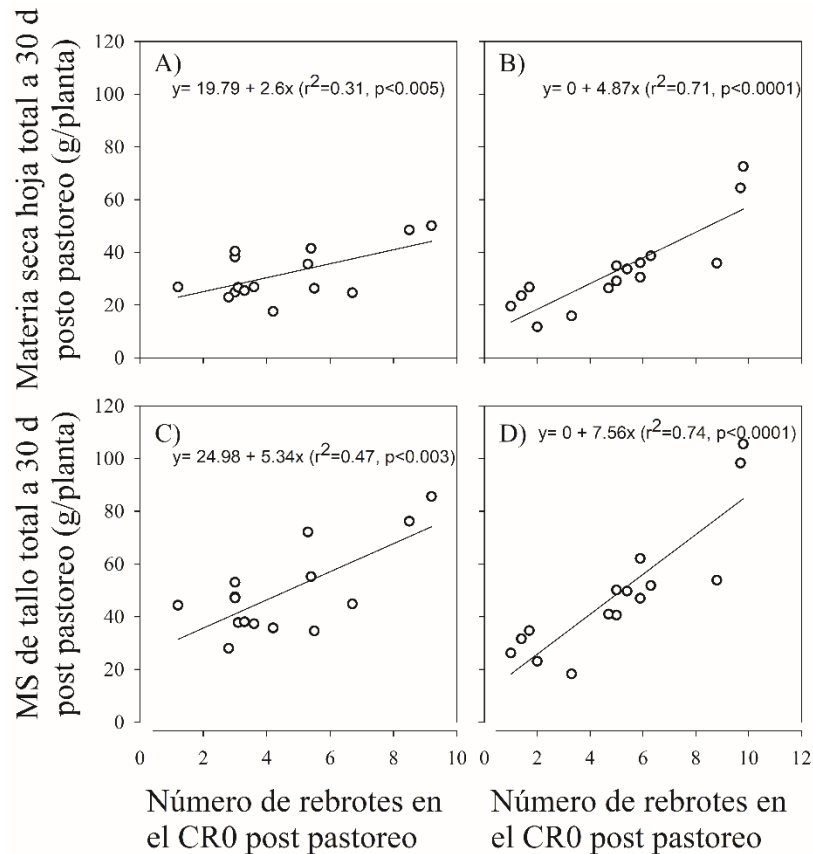 Materia seca hoja total a 30 d
posto pastoreo (g/planta)
120
100
80
60
40
20
0
A)
y= 19.79 + 2.6x (r2=0.31, p<0.005)
B)
y= 0 + 4.87x (r2=0.71, p<0.0001)
MS de tallo total a 30 d
post pastoreo (g/planta)
120
100
80
60
40
20
0
C)
y= 24.98 + 5.34x (r2=0.47, p<0.003)
D)
y= 0 + 7.56x (r2=0.74, p<0.0001)
0 2 4 6 8 10
0 2 4 6 8 10 12
Número de rebrotes en
el CR0 post pastoreo
Número de rebrotes en
el CR0 post pastoreo